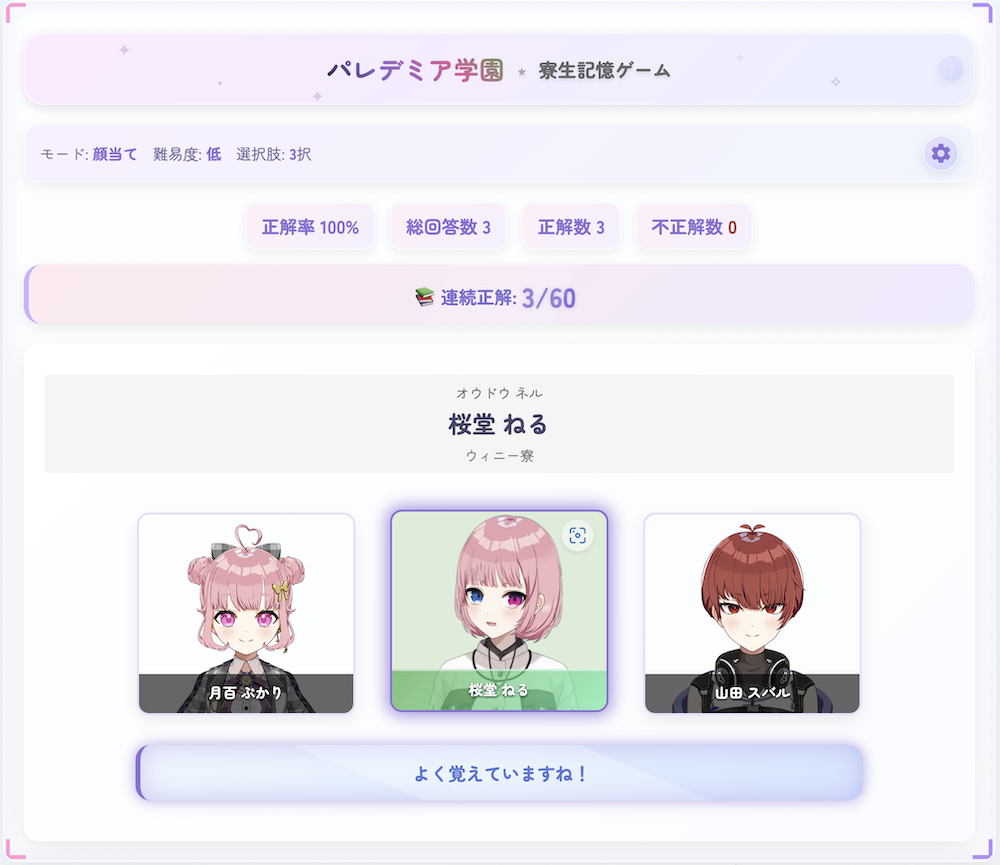 パレデミア学園 ★ 寮生記憶ゲーム
モード: 顔当て 難易度: 低 選択肢: 3択
正解率 100% 総回答数 3 正解数 3 不正解数 0
📚 連続正解: 3/60
オウドウ ネル
桜堂 ねる
ウィニー寮
月百 ぷかり 桜堂 ねる 山田 スバル
よく覚えていますね！